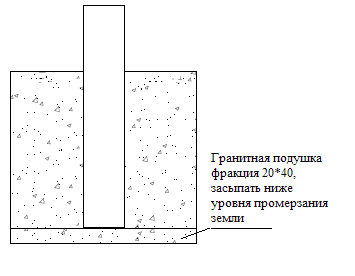 Гранитная подушка
фракция 20*40,
засыпать ниже
уровня промерзания
земли